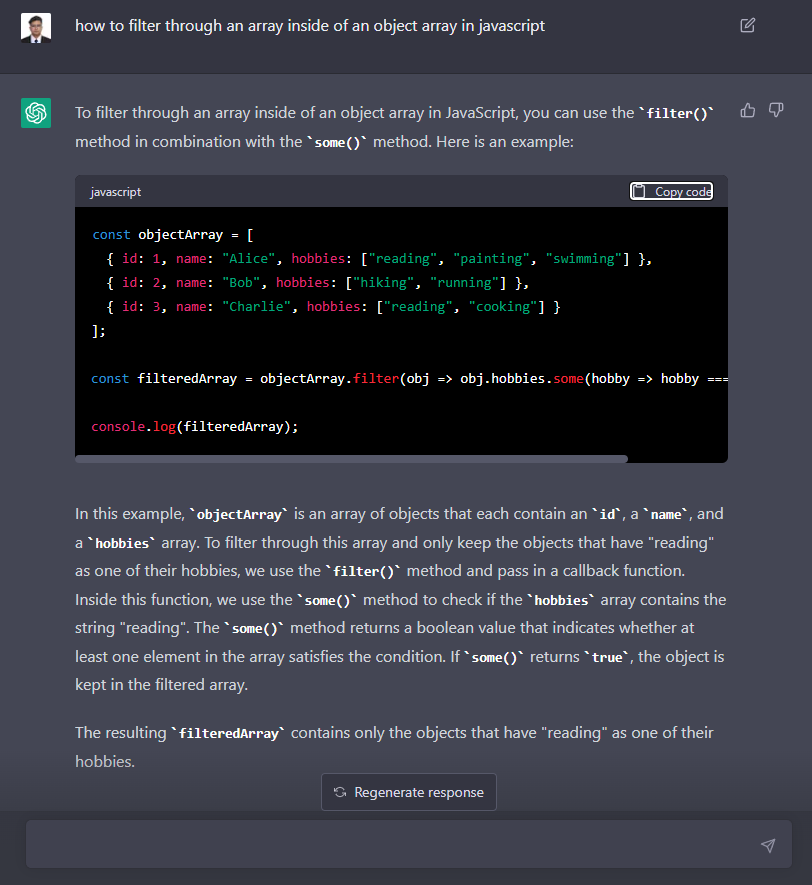 how to filter through an array inside of an object array in javascript
To filter through an array inside of an object array in JavaScript, you can use the `filter()`
method in combination with the `some()` method. Here is an example:
javascript
Copy code
const objectArray = [
  { id: 1, name: "Alice", hobbies: ["reading", "painting", "swimming"] },
  { id: 2, name: "Bob", hobbies: ["hiking", "running"] },
  { id: 3, name: "Charlie", hobbies: ["reading", "cooking"] }
];
const filteredArray = objectArray.filter(obj => obj.hobbies.some(hobby => hobby ===
console.log(filteredArray);
In this example, `objectArray` is an array of objects that each contain an `id`, a `name`, and
a `hobbies` array. To filter through this array and only keep the objects that have "reading"
as one of their hobbies, we use the `filter()` method and pass in a callback function.
Inside this function, we use the `some()` method to check if the `hobbies` array contains the
string "reading". The `some()` method returns a boolean value that indicates whether at
least one element in the array satisfies the condition. If `some()` returns `true`, the object is
kept in the filtered array.
The resulting `filteredArray` contains only the objects that have "reading" as one of their
hobbies.
Regenerate response